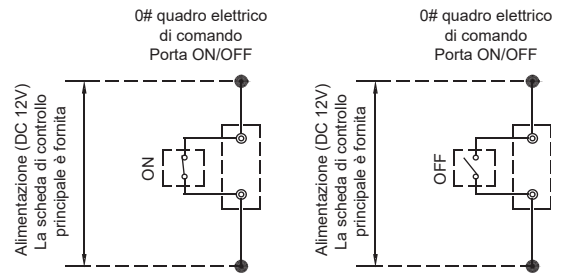 0# quadro elettrico
di comando
Porta ON/OFF
Alimentazione (DC 12V)
La scheda di controllo
principale è fornita
ON
0# quadro elettrico
di comando
Porta ON/OFF
Alimentazione (DC 12V)
La scheda di controllo
principale è fornita
OFF